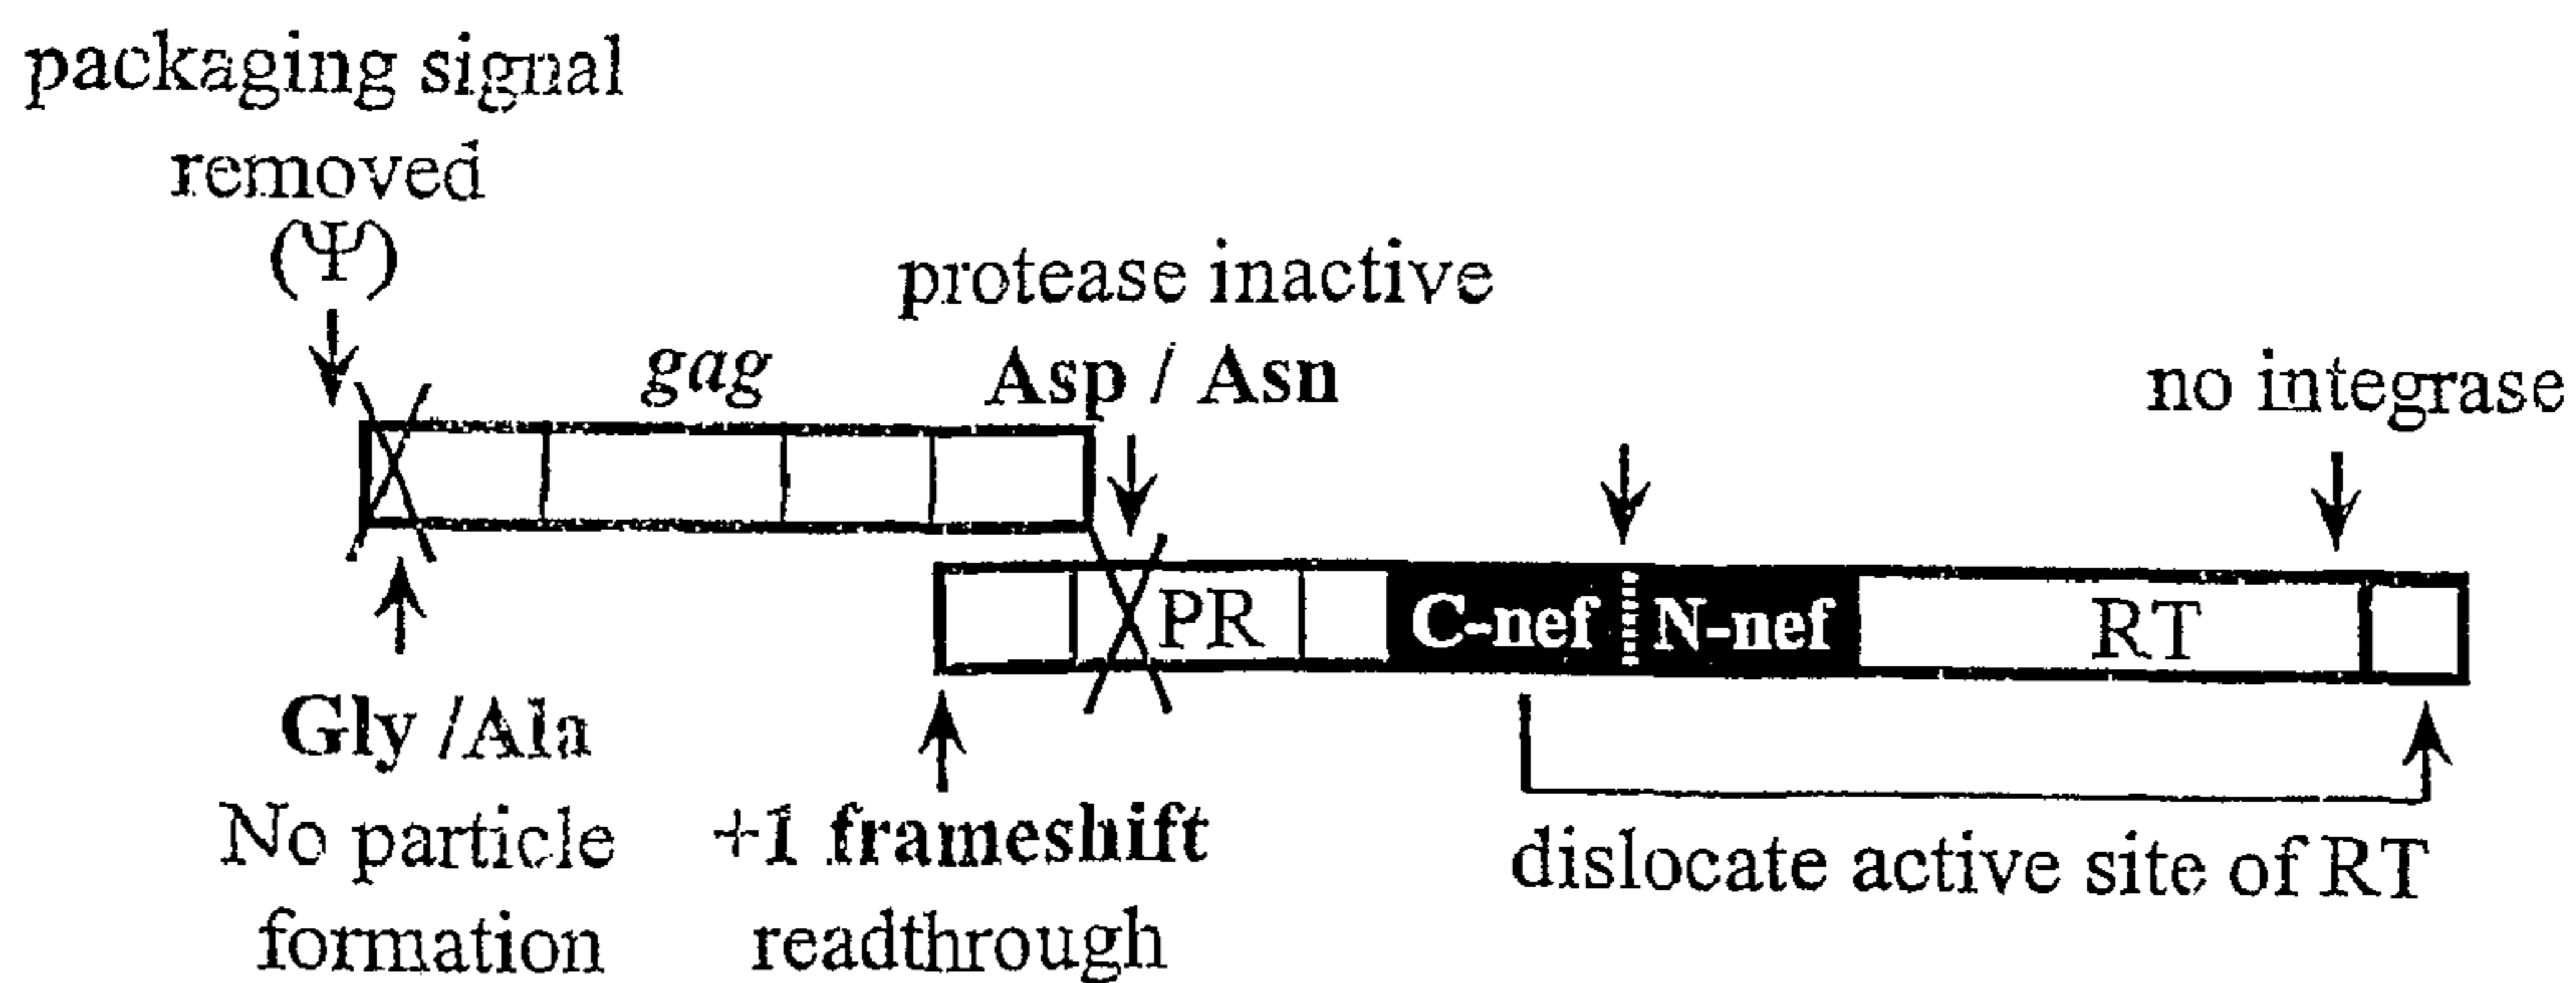 packaging signal
removed
(Ψ)
gag
protease inactive
Asp / Asn
no integrase
PR
C-nef
N-nef
RT
Gly /Ala
No particle
formation
+1 frameshift
readthrough
dislocate active site of RT